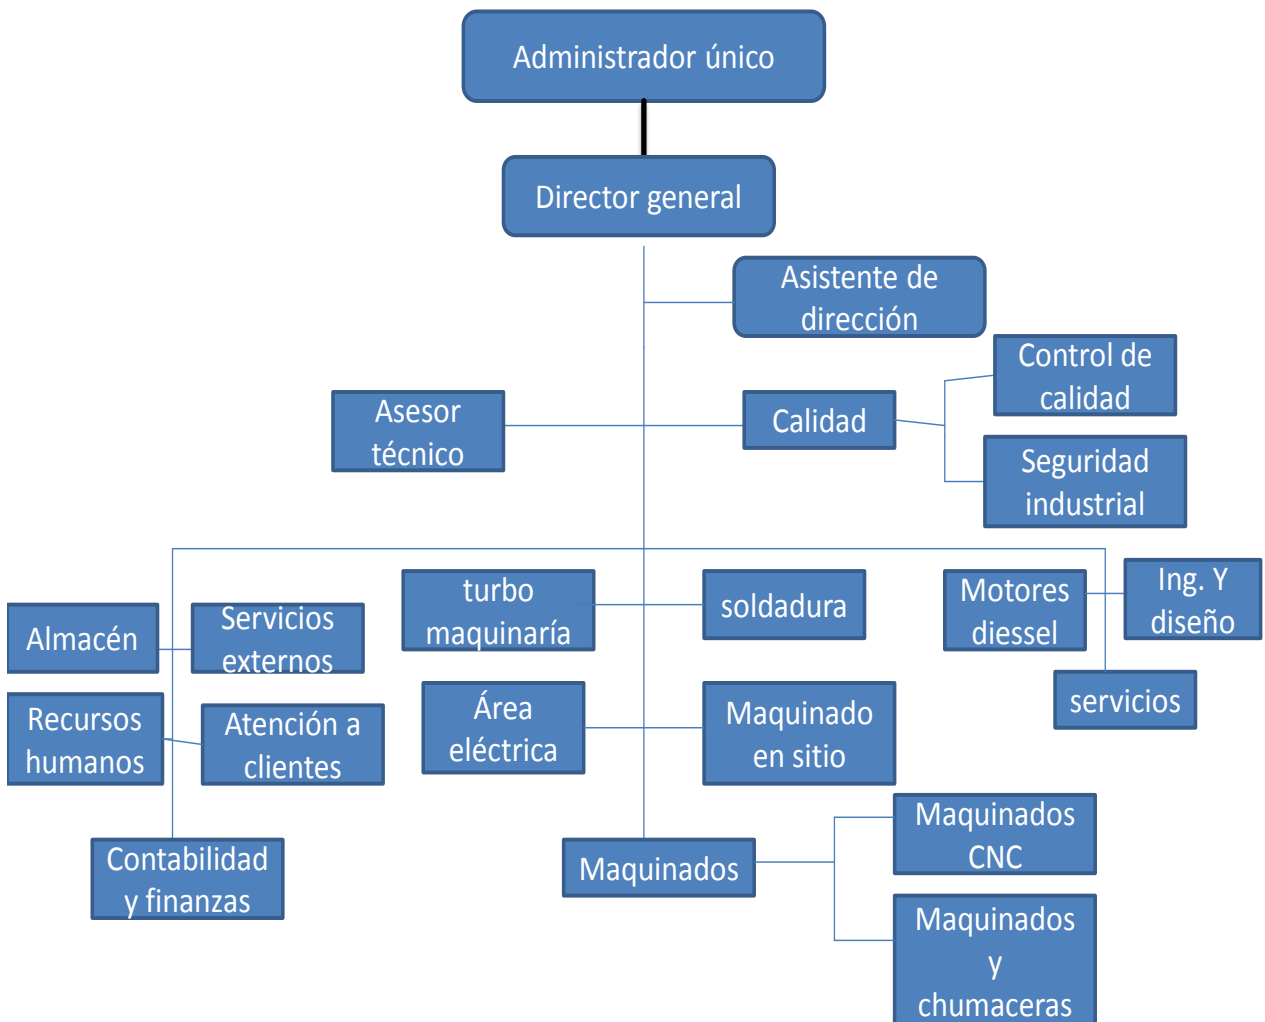 Administrador único
Director general
Asistente de
dirección
Control de
calidad
Asesor
técnico
Calidad
Seguridad
industrial
turbo
maquinaría
soldadura
Motores
diessel
Ing. Y
diseño
Almacén
Servicios
externos
Recursos
humanos
Atención a
clientes
Área
eléctrica
Maquinado
en sitio
servicios
Contabilidad
y finanzas
Maquinados
Maquinados
CNC
Maquinados
y
chumaceras